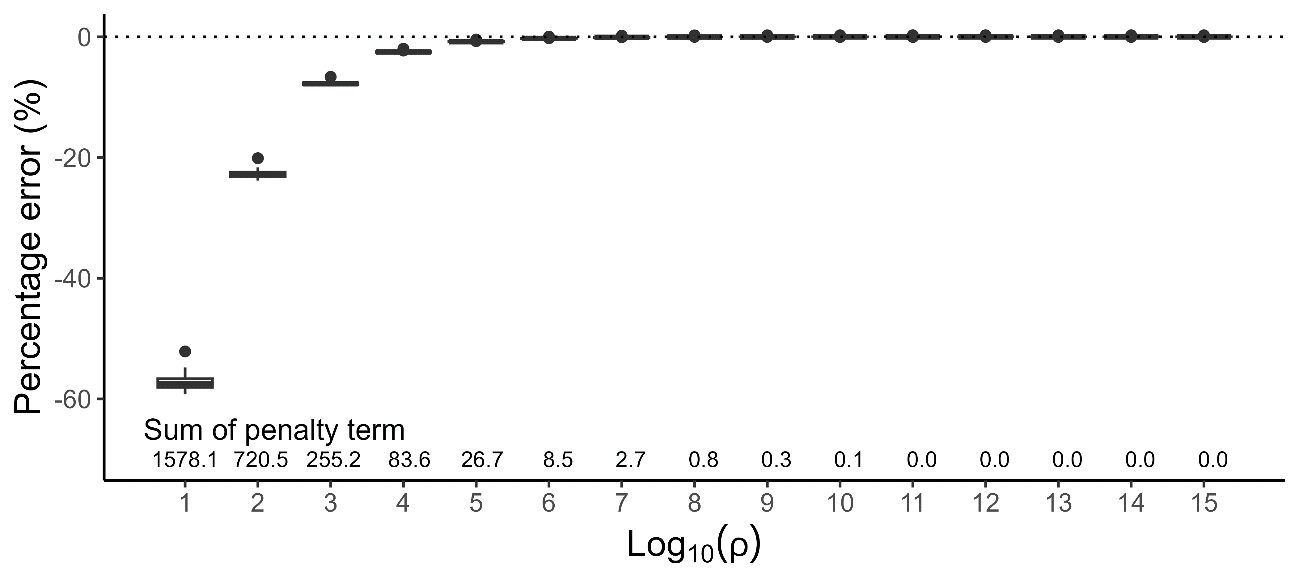 Percentage error (%)
0
-20
-40
-60
Sum of penalty term
1578.1 720.5 255.2 83.6 26.7 8.5 2.7 0.8 0.3 0.1 0.0 0.0 0.0 0.0 0.0
1 2 3 4 5 6 7 8 9 10 11 12 13 14 15
Log₁₀(ρ)